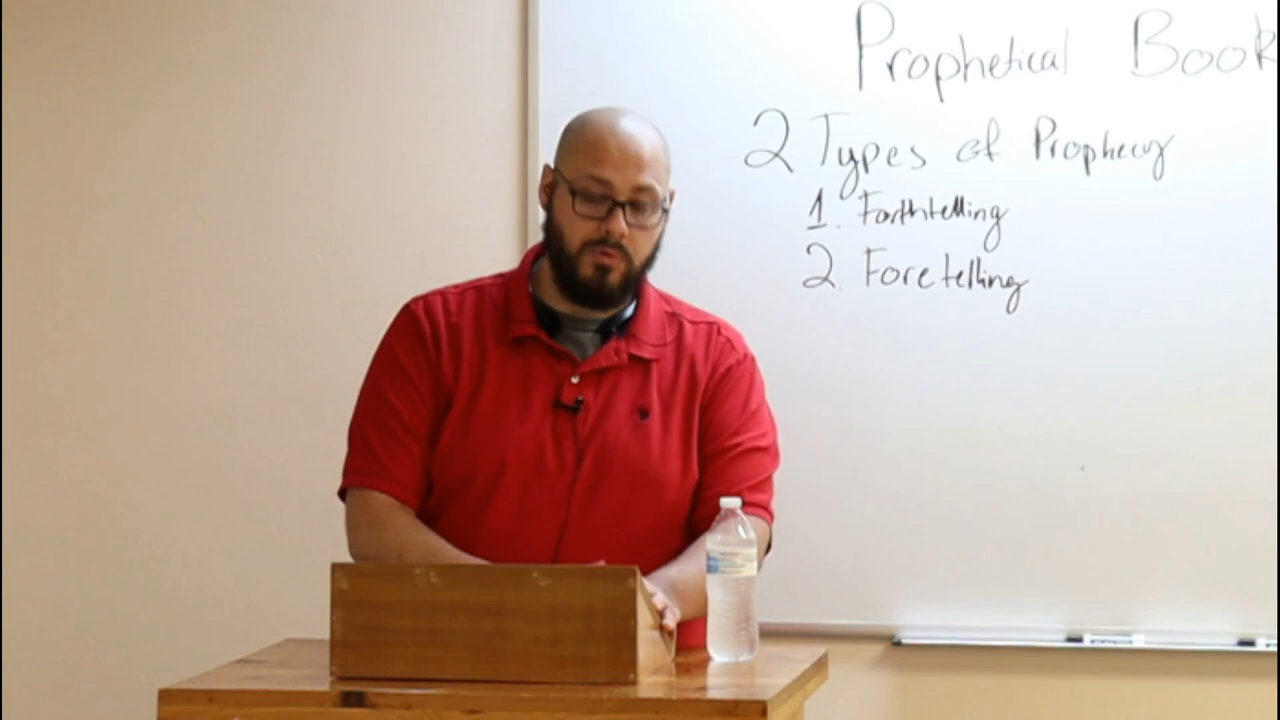 Prophetical Book
2 Types of Prophecy
1. Forthtelling
2. Foretelling